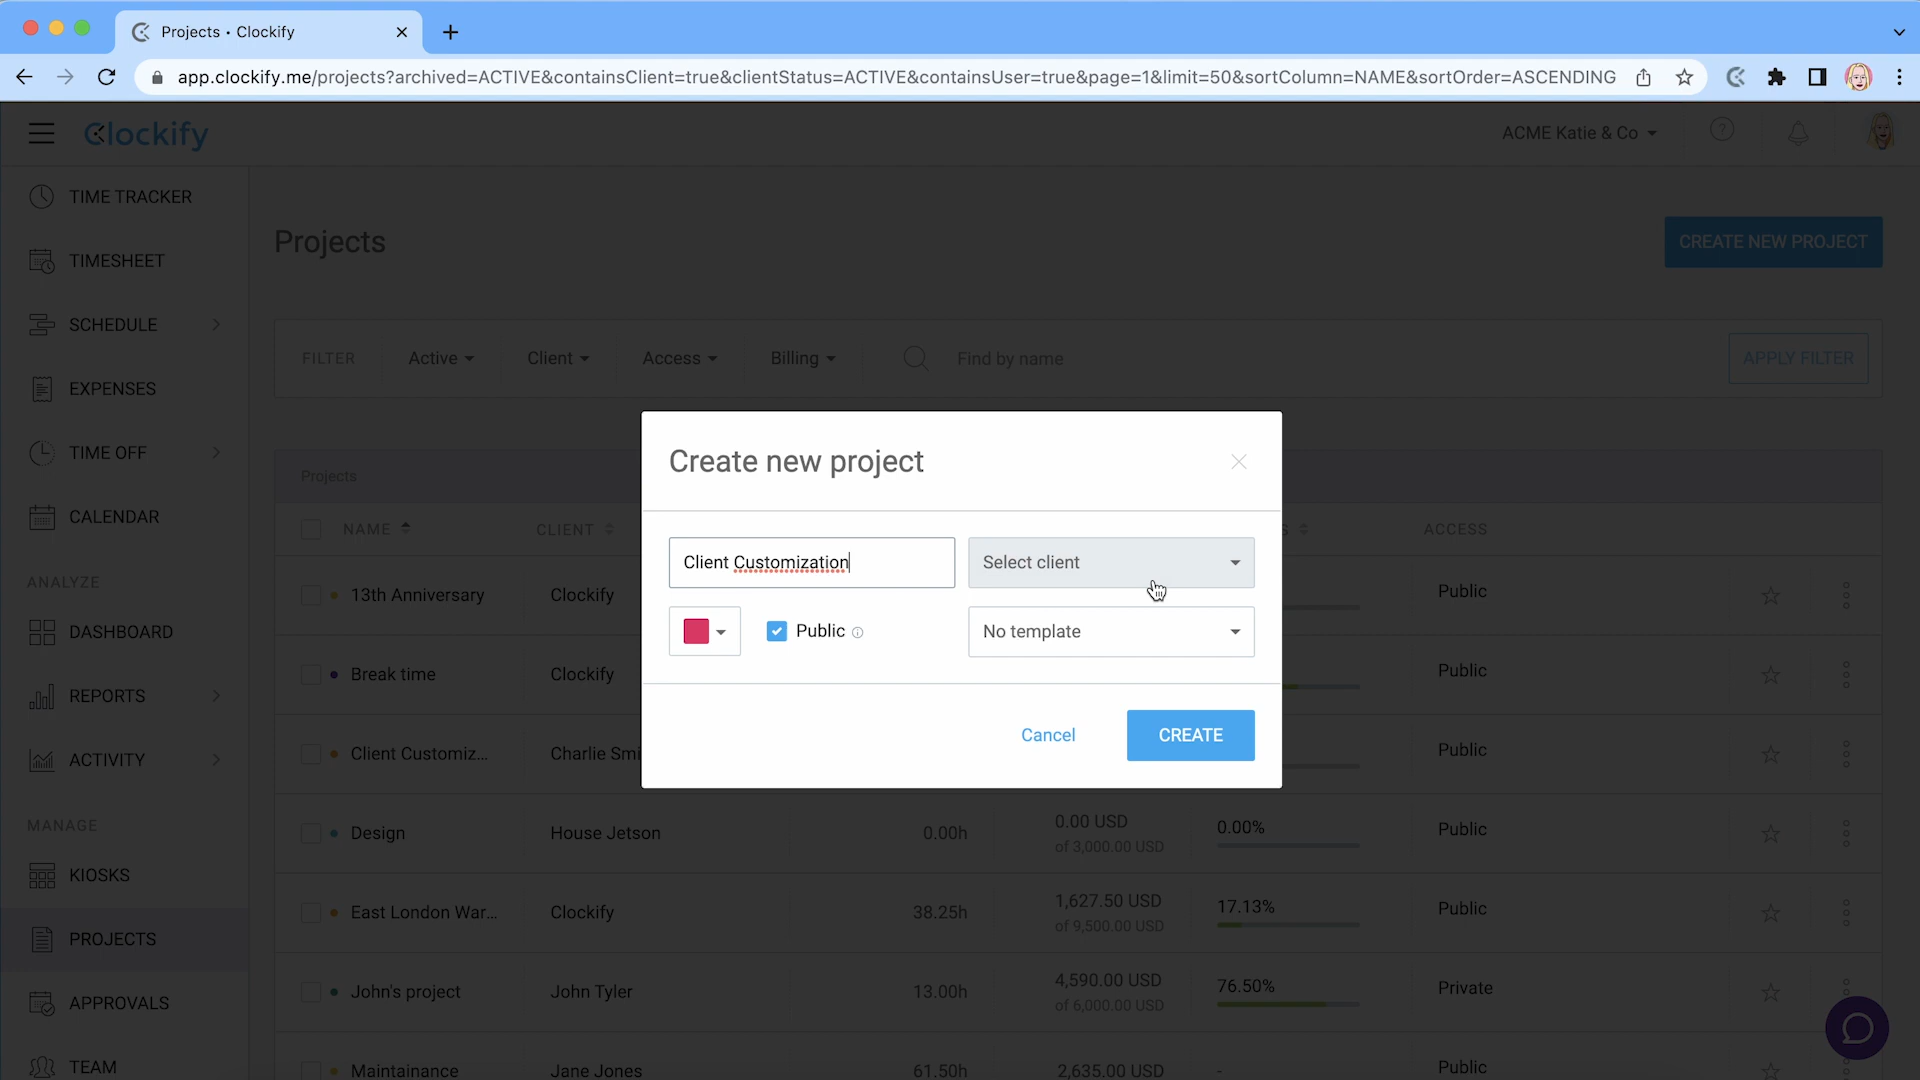 Projects • Clockify
app.clockify.me/projects?archived=ACTIVE&containsClient=true&clientStatus=ACTIVE&containsUser=true&page=1&limit=50&sortColumn=NAME&sortOrder=ASCENDING
Clockify
ACME Katie & Co
TIME TRACKER
TIMESHEET
SCHEDULE
EXPENSES
TIME OFF
CALENDAR
ANALYZE
DASHBOARD
REPORTS
ACTIVITY
MANAGE
KIOSKS
PROJECTS
APPROVALS
TEAM
Projects
CREATE NEW PROJECT
FILTER
Active
Client
Access
Billing
Find by name
APPLY FILTER
Projects
NAME
CLIENT
S
ACCESS
13th Anniversary
Clockify
Public
Break time
Clockify
Public
Client Customiz...
Charlie Smi
Public
Design
House Jetson
0.00h
0.00 USD
of 3,000.00 USD
0.00%
Public
East London War...
Clockify
38.25h
1,627.50 USD
of 9,500.00 USD
17.13%
Public
John's project
John Tyler
13.00h
4,590.00 USD
of 6,000.00 USD
76.50%
Private
Maintainance
Jane Jones
61.50h
2,635.00 USD
-
Public
Create new project
Client Customization
Select client
Public
No template
Cancel
CREATE